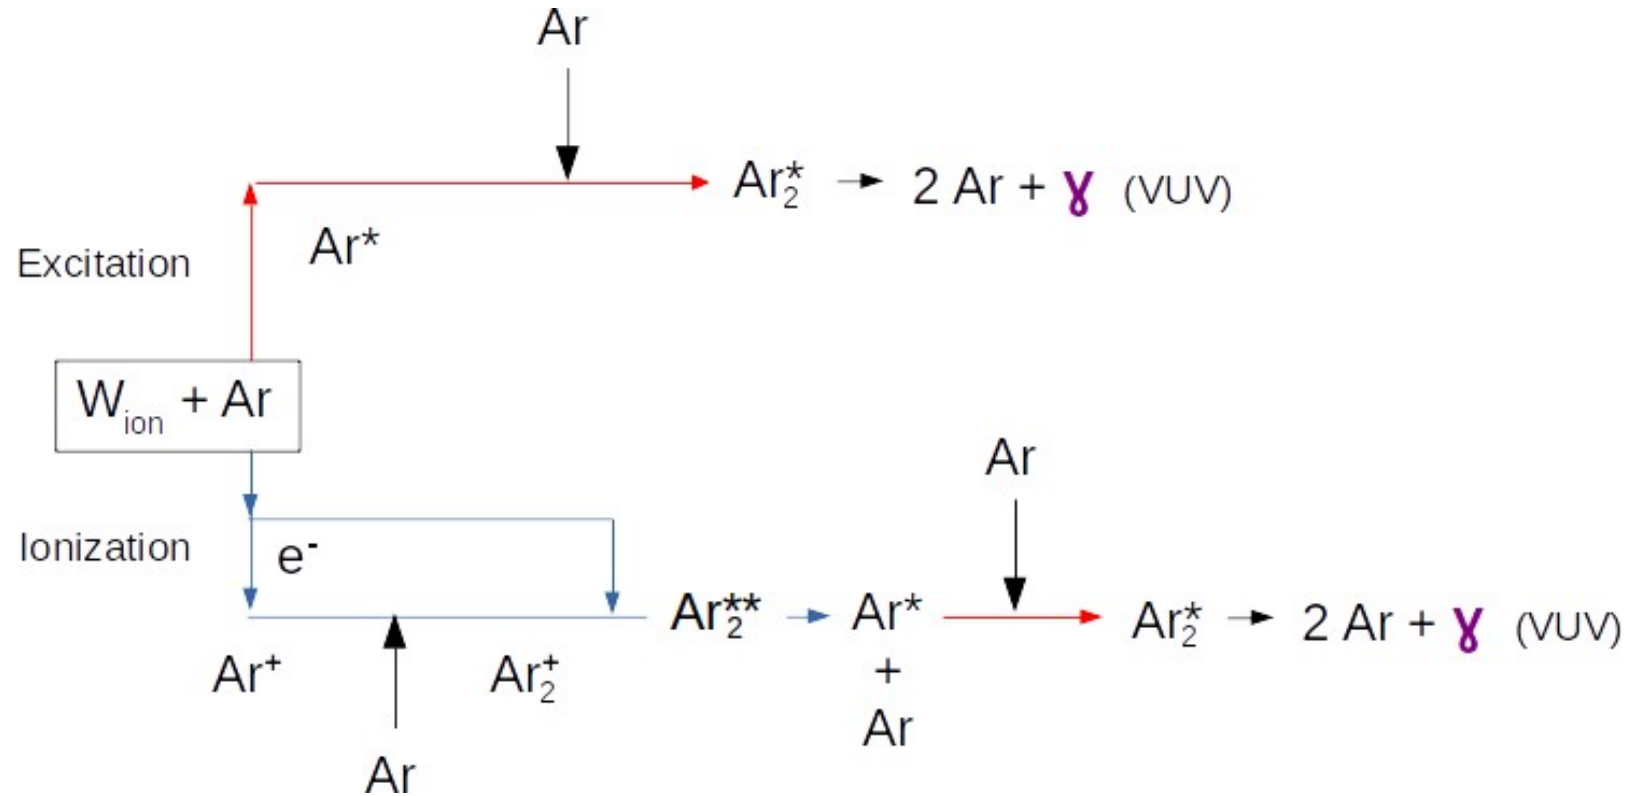 Ar
Ar₂* → 2 Ar + ɣ (VUV)
Ar*
Excitation
W_ion + Ar
Ar
Ionization
e⁻
Ar₂** → Ar* → Ar₂* → 2 Ar + ɣ (VUV)
Ar⁺
Ar₂⁺
+
Ar
Ar